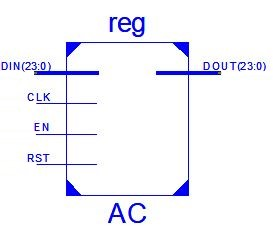 reg
DIN(23:0)
DOUT(23:0)
CLK
EN
RST
AC